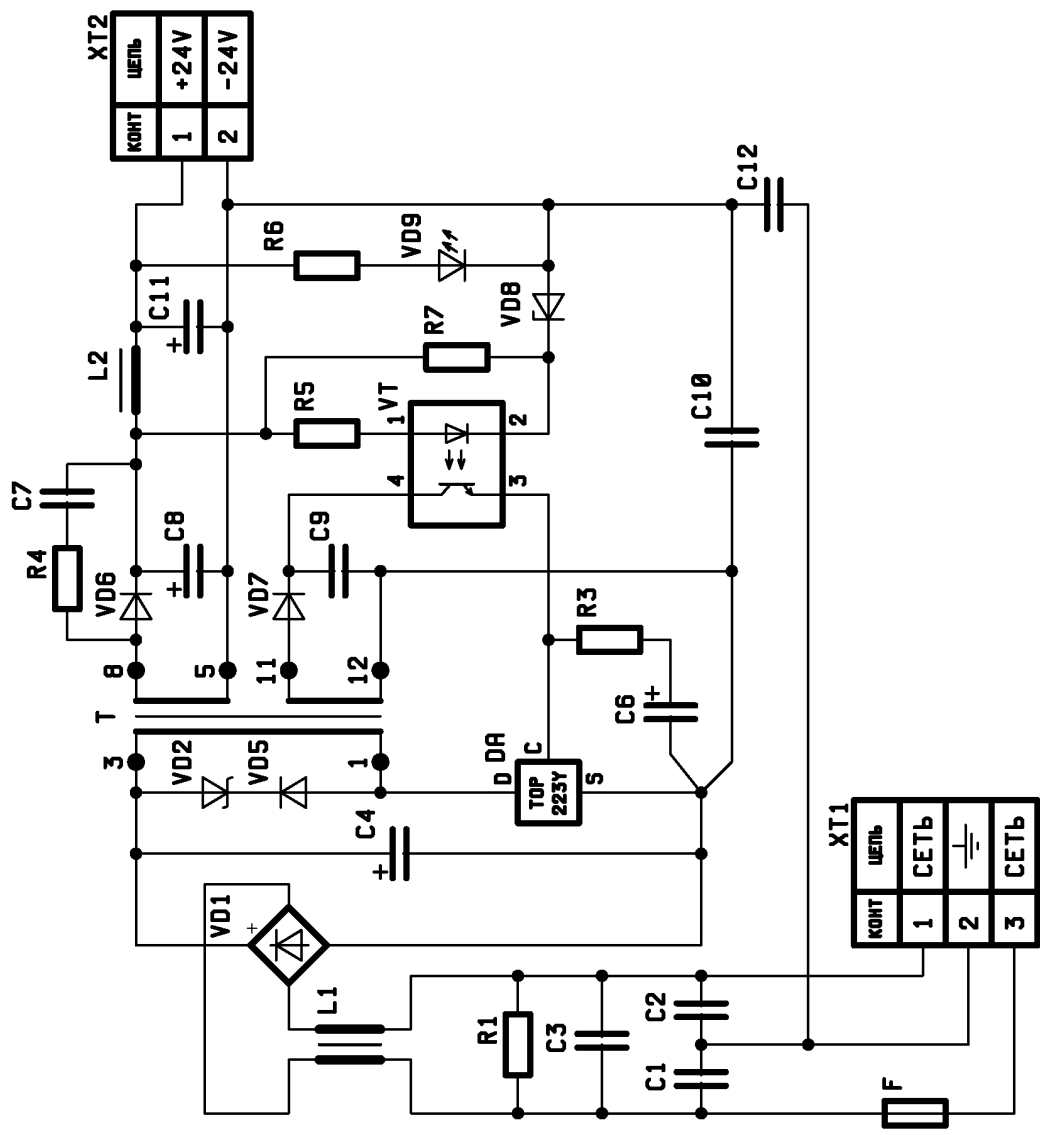 XT2
КОНТ ЦЕПЬ
1 +24V
2 -24V
C12
R6
VD9
C11
VD8
R7
L2
R5
VT
1
2
4
3
C10
C7
R4
C8
C9
VD6
VD7
R3
8
5
11
12
T
C6
3
1
VD2
VD5
DA
D
C
S
TOP
223Y
C4
+
+
+
+
+
VD1
L1
R1
C3
C2
C1
F
XT1
КОНТ ЦЕПЬ
1 СЕТЬ
2
3 СЕТЬ